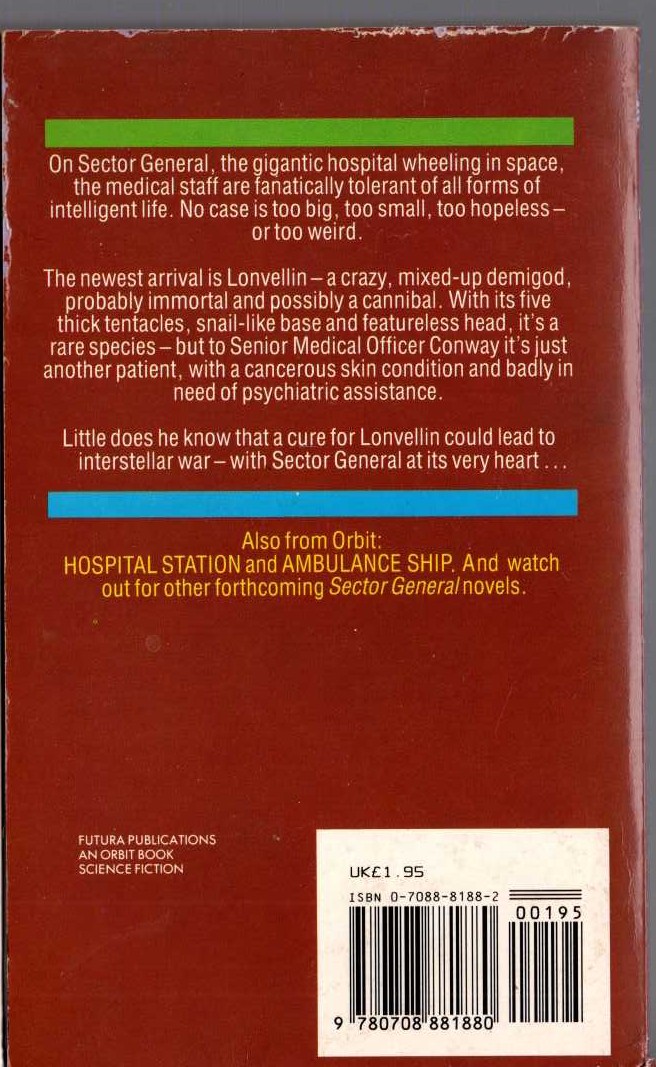 On Sector General, the gigantic hospital wheeling in space,
the medical staff are fanatically tolerant of all forms of
intelligent life. No case is too big, too small, too hopeless –
or too weird.
The newest arrival is Lonvellin – a crazy, mixed-up demigod,
probably immortal and possibly a cannibal. With its five
thick tentacles, snail-like base and featureless head, it's a
rare species – but to Senior Medical Officer Conway it's just
another patient, with a cancerous skin condition and badly in
need of psychiatric assistance.
Little does he know that a cure for Lonvellin could lead to
interstellar war – with Sector General at its very heart . . .
Also from Orbit:
HOSPITAL STATION and AMBULANCE SHIP. And watch
out for other forthcoming Sector General novels.
FUTURA PUBLICATIONS
AN ORBIT BOOK
SCIENCE FICTION
UK£1.95
ISBN 0-7088-8188-2
00195
9 780708 881880